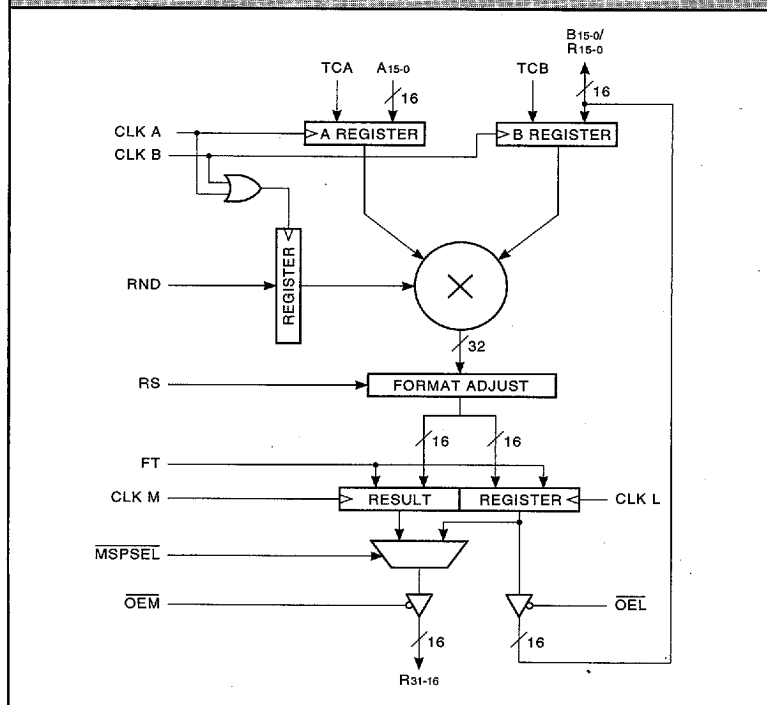 B15-0/
R15-0
TCA A15-0 TCB
16 16
CLK A
A REGISTER B REGISTER
CLK B
RND
REGISTER
32
RS
FORMAT ADJUST
16 16
FT
CLK M RESULT REGISTER CLK L
MSPSEL
OEM OEL
16 16
R31-16